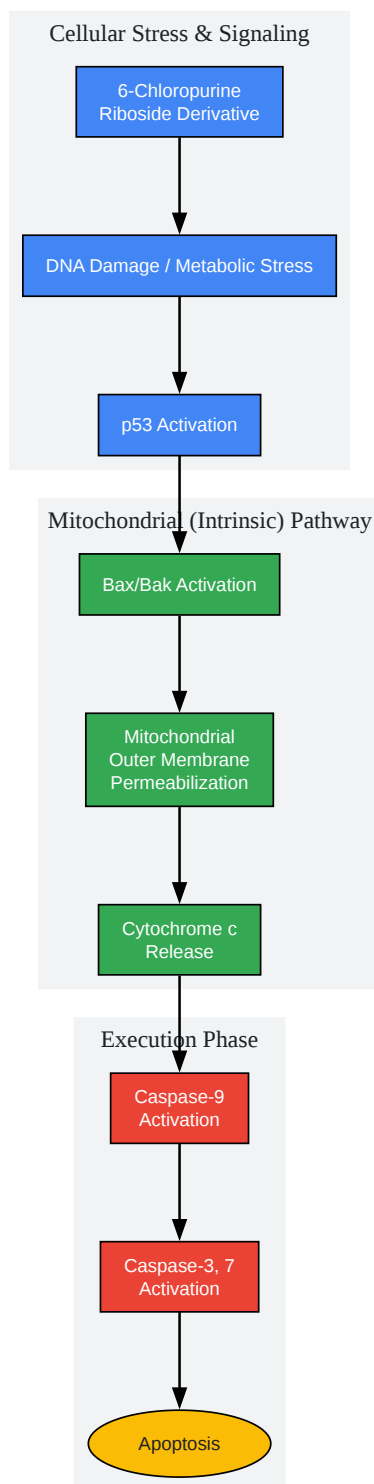 Cellular Stress & Signaling
6-Chloropurine
Riboside Derivative
DNA Damage / Metabolic Stress
p53 Activation
Mitochondrial (Intrinsic) Pathway
Bax/Bak Activation
Mitochondrial
Outer Membrane
Permeabilization
Cytochrome c
Release
Execution Phase
Caspase-9
Activation
Caspase-3, 7
Activation
Apoptosis